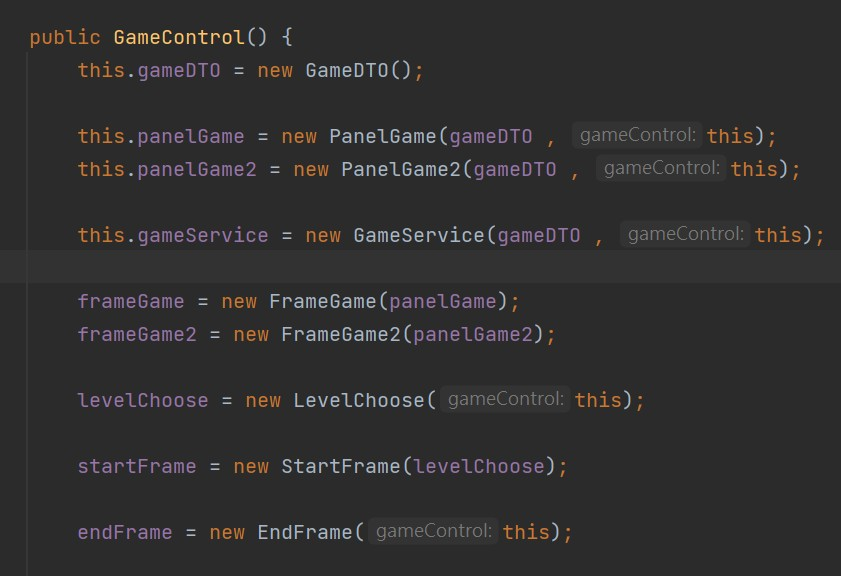 public GameControl() {
this.gameDTO = new GameDTO();
this.panelGame = new PanelGame(gameDTO , gameControl: this);
this.panelGame2 = new PanelGame2(gameDTO , gameControl: this);
this.gameService = new GameService(gameDTO , gameControl: this);
frameGame = new FrameGame(panelGame);
frameGame2 = new FrameGame2(panelGame2);
levelChoose = new LevelChoose( gameControl: this);
startFrame = new StartFrame(levelChoose);
endFrame = new EndFrame( gameControl: this);